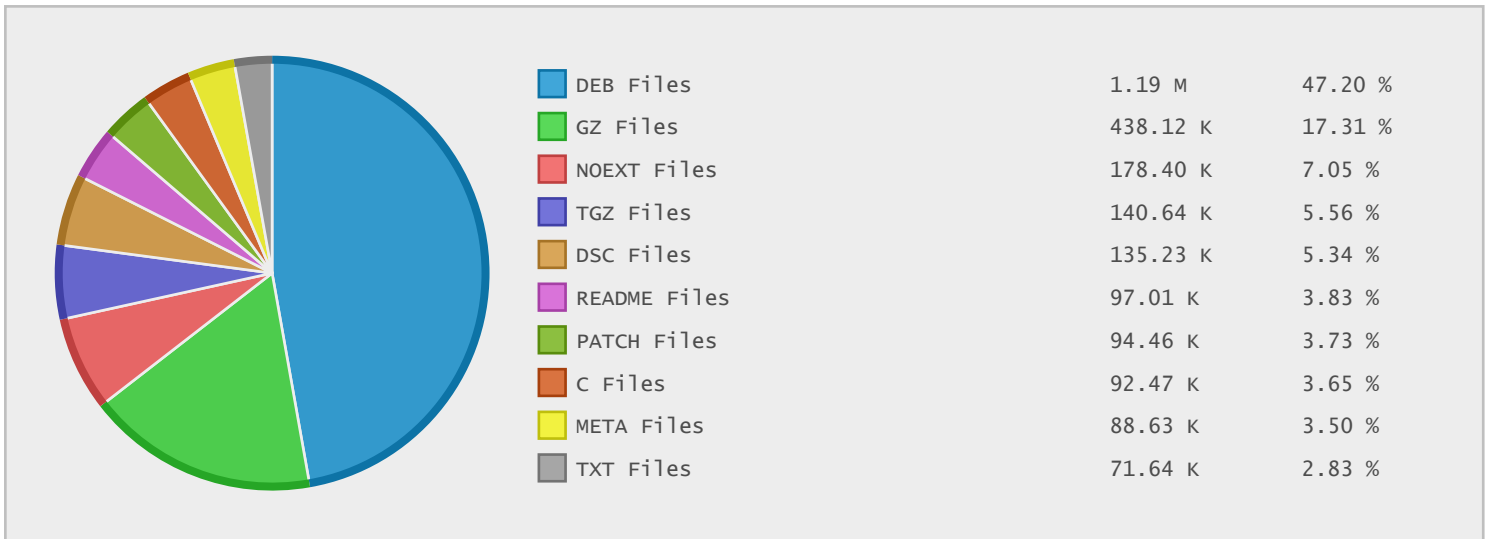 DEB Files 1.19 M 47.20 %
GZ Files 438.12 K 17.31 %
NOEXT Files 178.40 K 7.05 %
TGZ Files 140.64 K 5.56 %
DSC Files 135.23 K 5.34 %
README Files 97.01 K 3.83 %
PATCH Files 94.46 K 3.73 %
C Files 92.47 K 3.65 %
META Files 88.63 K 3.50 %
TXT Files 71.64 K 2.83 %